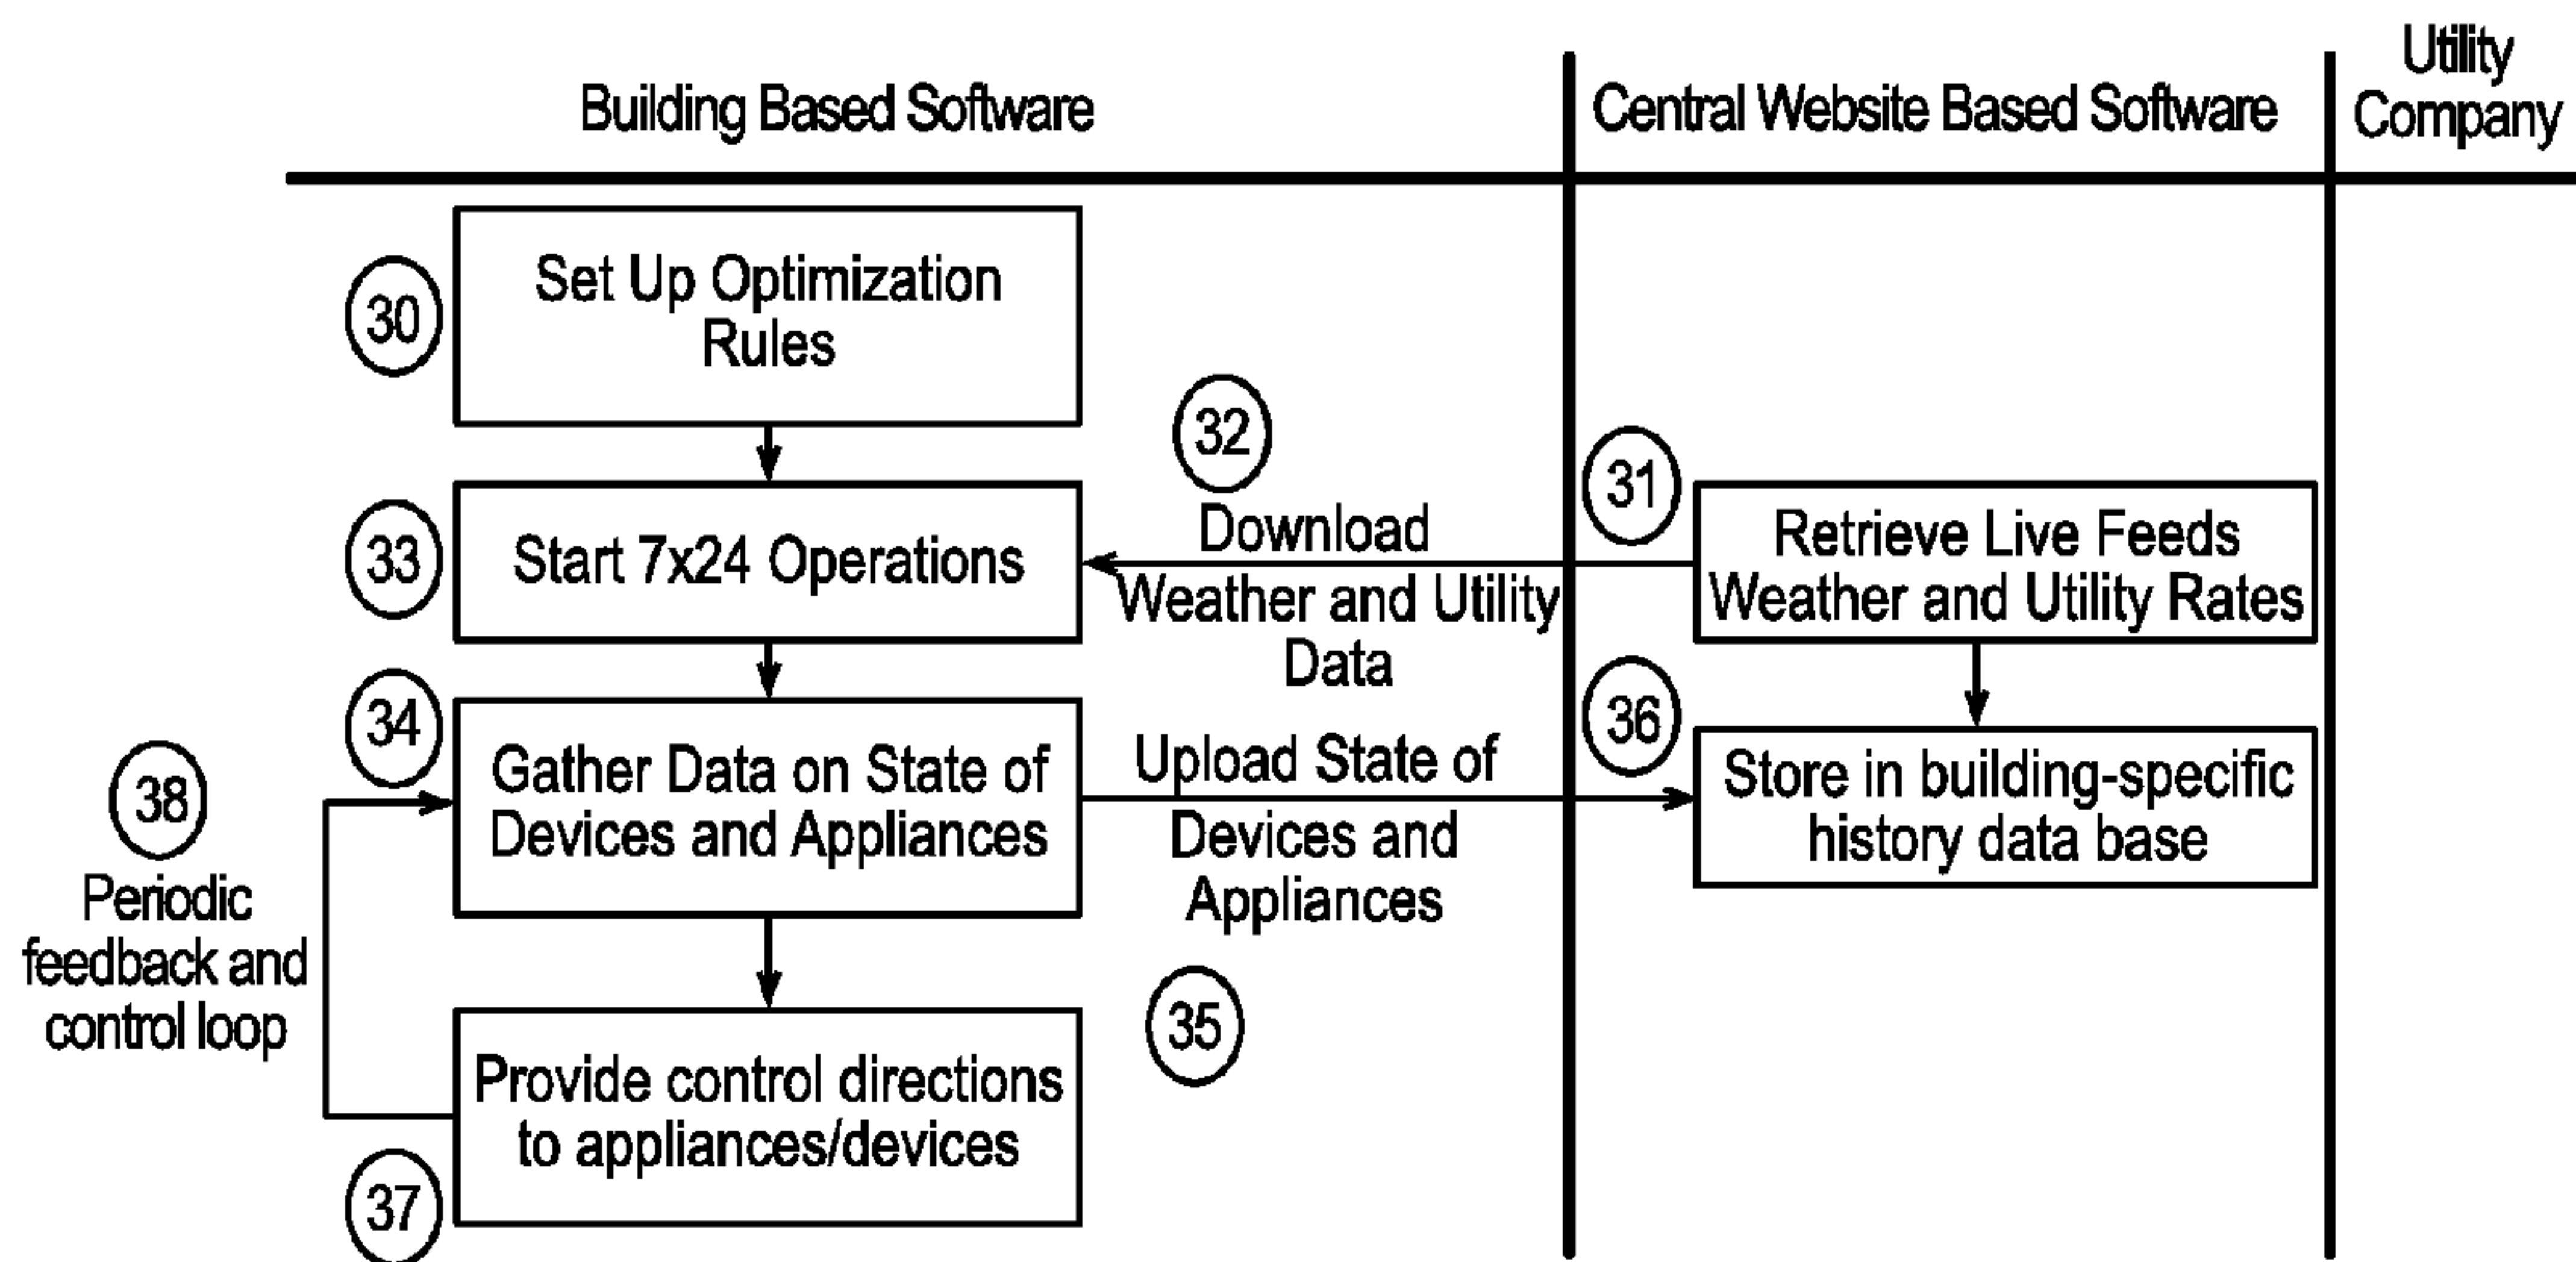 Building Based Software
Central Website Based Software
Utility
Company
30
Set Up Optimization
Rules
32
Download
Weather and Utility
Data
31
Retrieve Live Feeds
Weather and Utility Rates
33
Start 7x24 Operations
34
Gather Data on State of
Devices and Appliances
Upload State of
Devices and
Appliances
35
36
Store in building-specific
history data base
38
Periodic
feedback and
control loop
Provide control directions
to appliances/devices
37